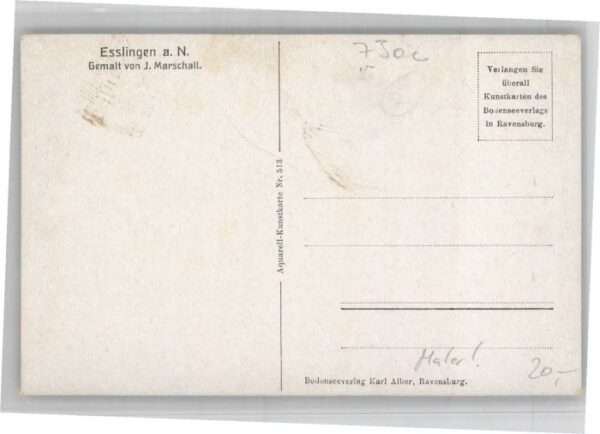 Esslingen a. N.
Gemalt von J. Marschall.
Aquarell-Kunstkarte Nr. 513
Verlangen Sie
überall
Kunstkarten des
Bodenseeverlags
in Ravensburg.
Maler!
20,-
Bodenseeverlag Karl Alber, Ravensburg.